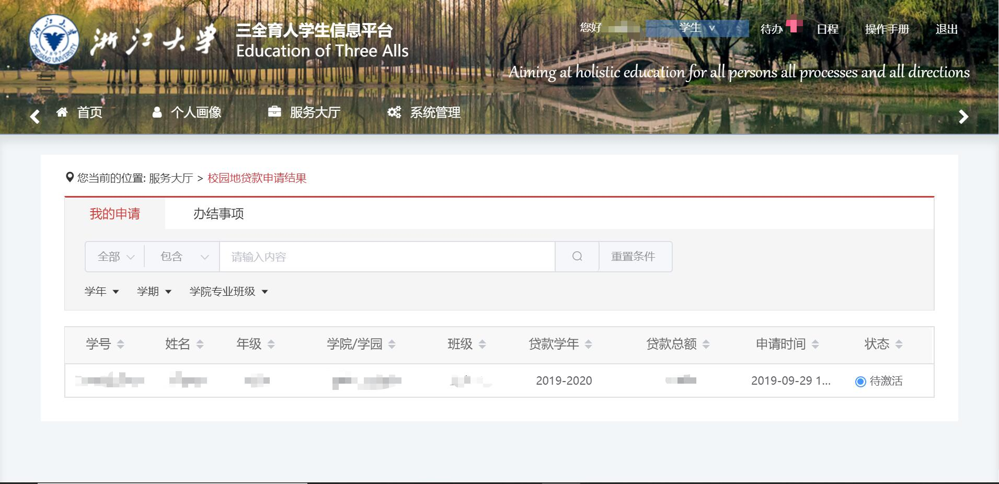 浙江大学
ZHEJIANG UNIVERSITY
三全育人学生信息平台
Education of Three Alls
您好
学生
待办
日程
操作手册
退出
Aiming at holistic education for all persons all processes and all directions
首页
个人画像
服务大厅
系统管理
您当前的位置: 服务大厅 > 校园地贷款申请结果
我的申请
办结事项
全部
包含
请输入内容
重置条件
学年
学期
学院专业班级
学号 姓名 年级 学院/学园 班级 贷款学年 贷款总额 申请时间 状态
2019-2020 2019-09-29 1... 待激活